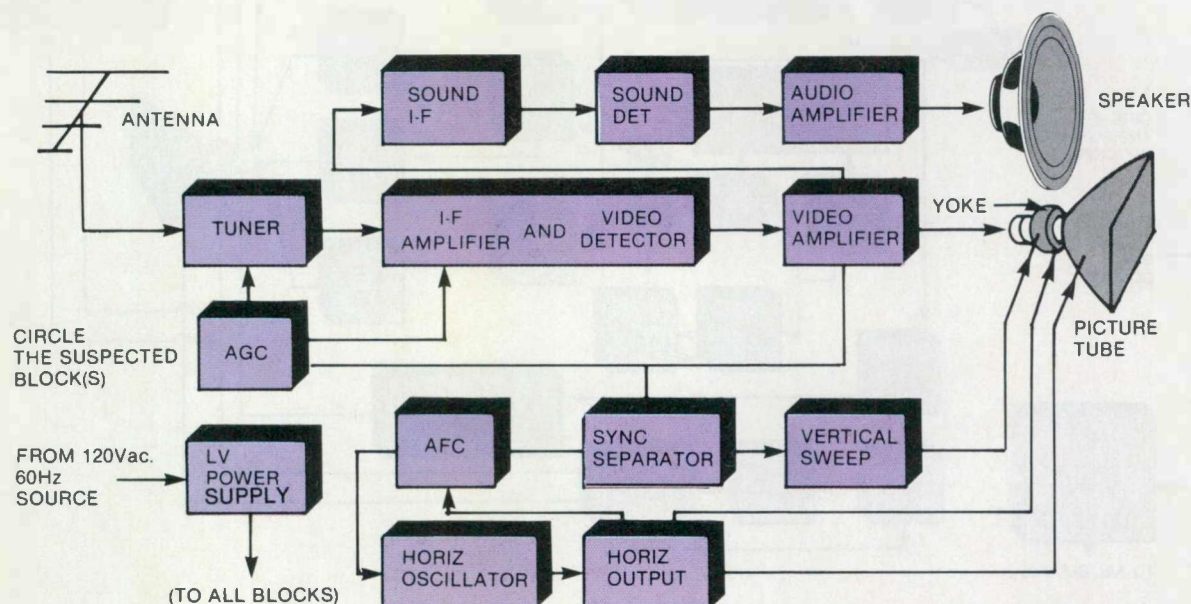 ANTENNA
SOUND
I-F
SOUND
DET
AUDIO
AMPLIFIER
SPEAKER
TUNER
I-F
AMPLIFIER AND VIDEO
DETECTOR
VIDEO
AMPLIFIER
YOKE
PICTURE
TUBE
CIRCLE
THE SUSPECTED
BLOCK(S)
AGC
FROM 120Vac.
60Hz
SOURCE
LV
POWER
SUPPLY
(TO ALL BLOCKS)
AFC
SYNC
SEPARATOR
VERTICAL
SWEEP
HORIZ
OSCILLATOR
HORIZ
OUTPUT